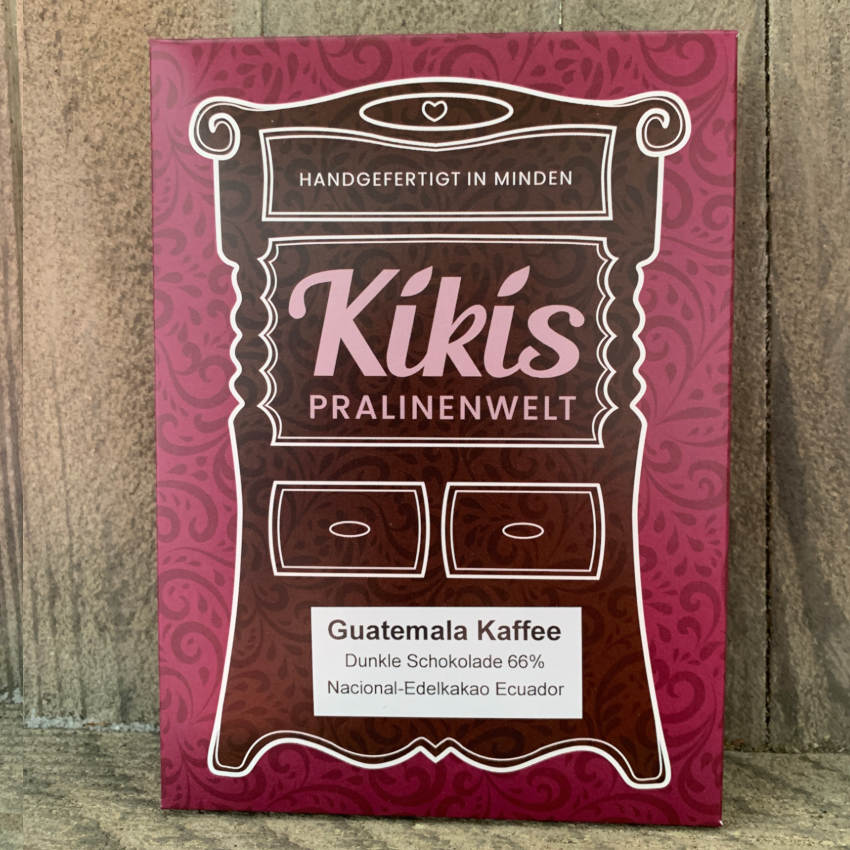 HANDGEFERTIGT IN MINDEN
Kikis
PRALINENWELT
Guatemala Kaffee
Dunkle Schokolade 66%
Nacional-Edelkakao Ecuador